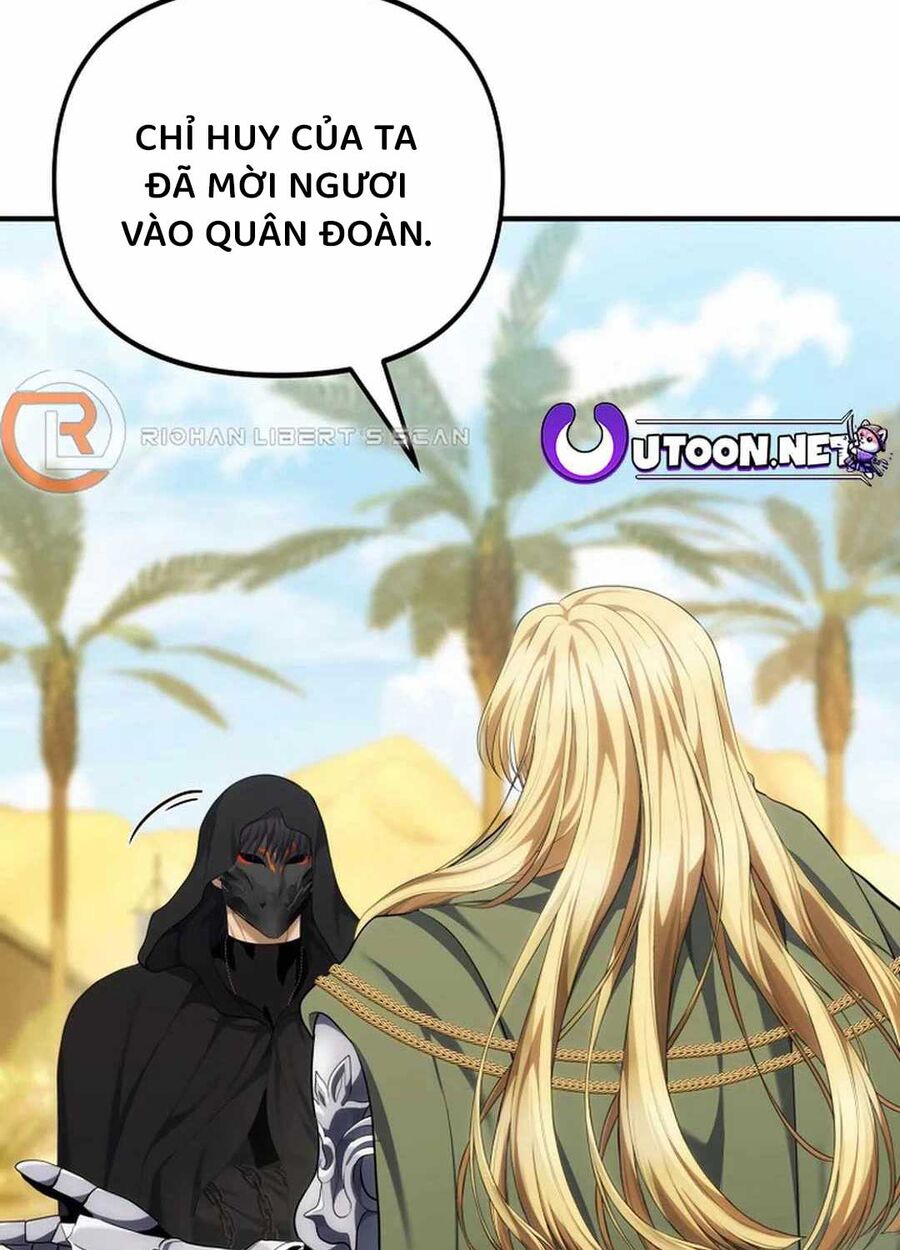 CHỈ HUY CỦA TA
ĐÃ MỜI NGƯƠI
VÀO QUÂN ĐOÀN.
RIOHAN LIBERT'S SCAN
UTOON.NET